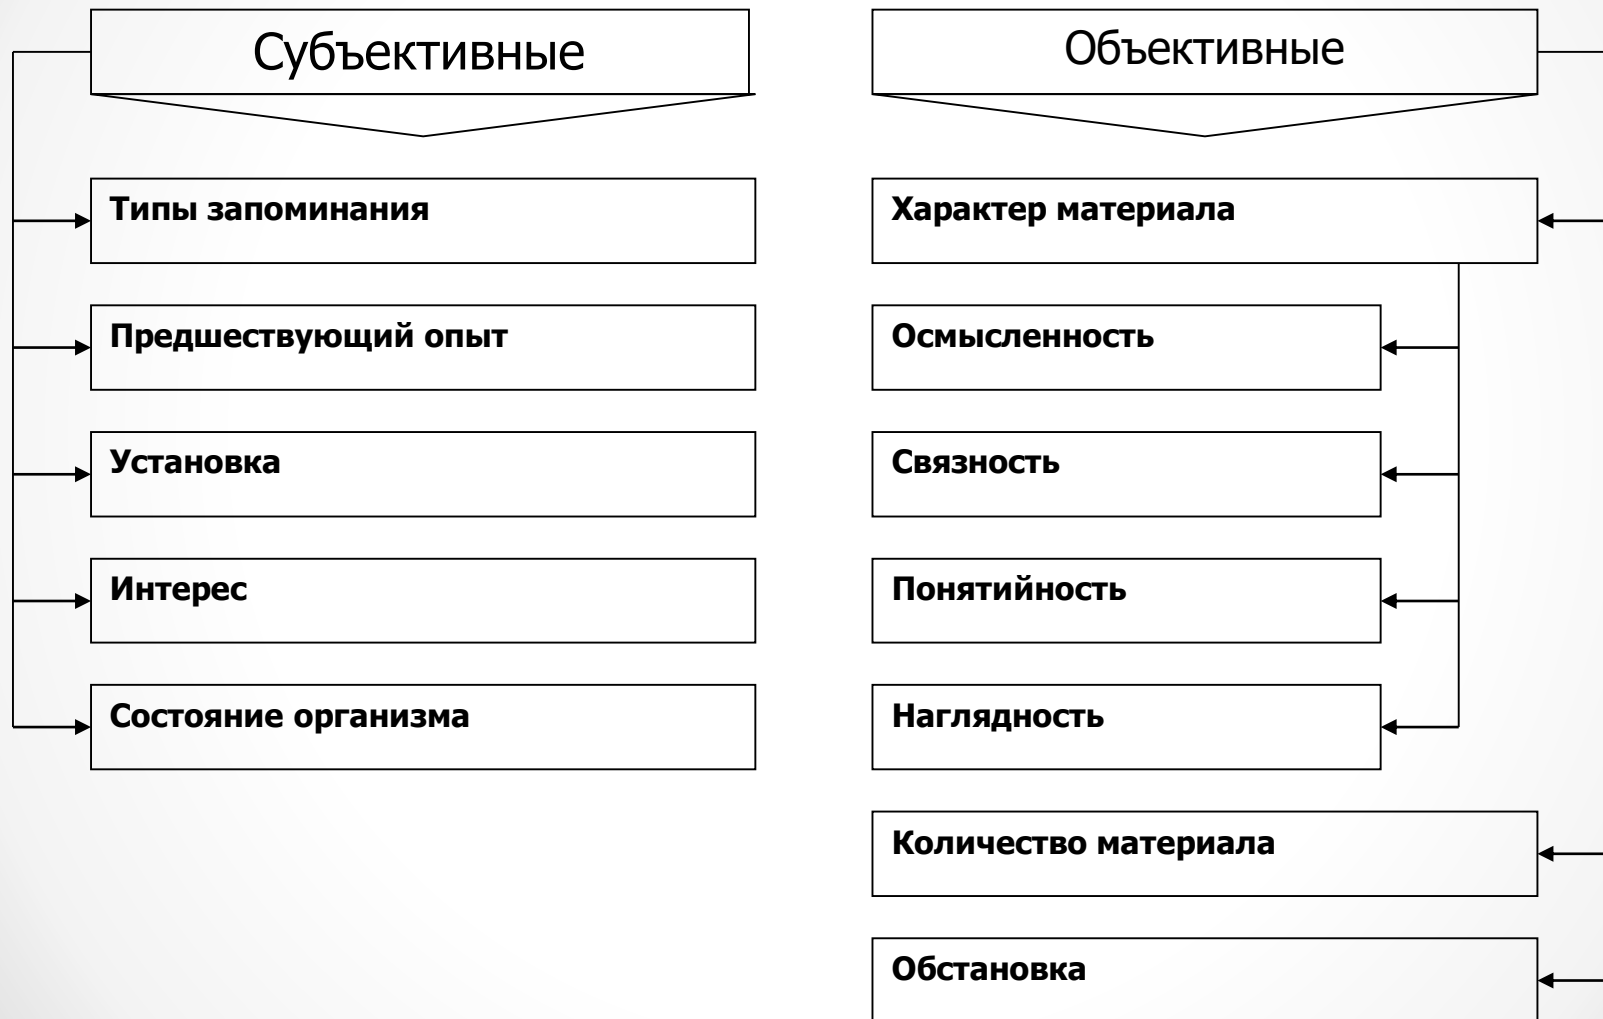 Субъективные
Типы запоминания
Предшествующий опыт
Установка
Интерес
Состояние организма
Объективные
Характер материала
Осмысленность
Связность
Понятийность
Наглядность
Количество материала
Обстановка